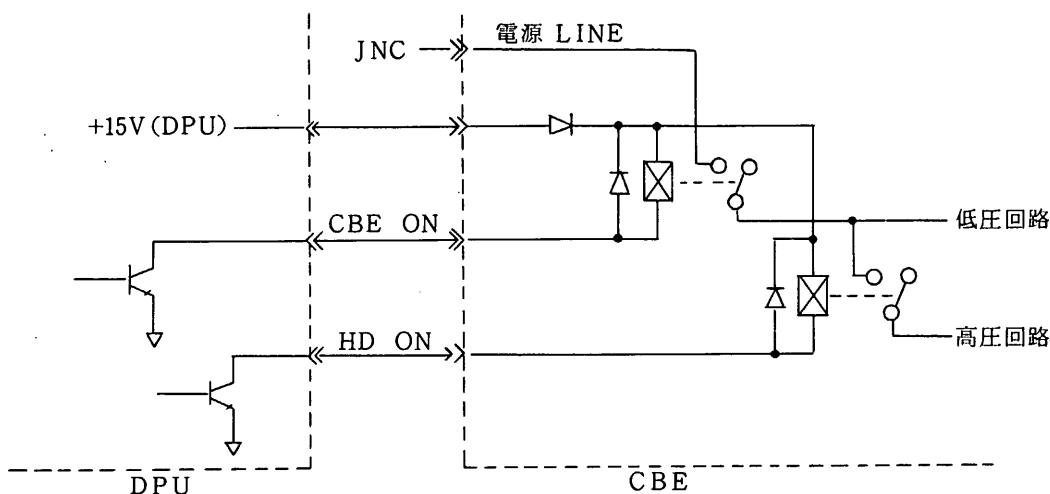 電源 LINE
JNC
+15V(DPU)
CBE ON
低圧回路
HD ON
高圧回路
DPU
CBE